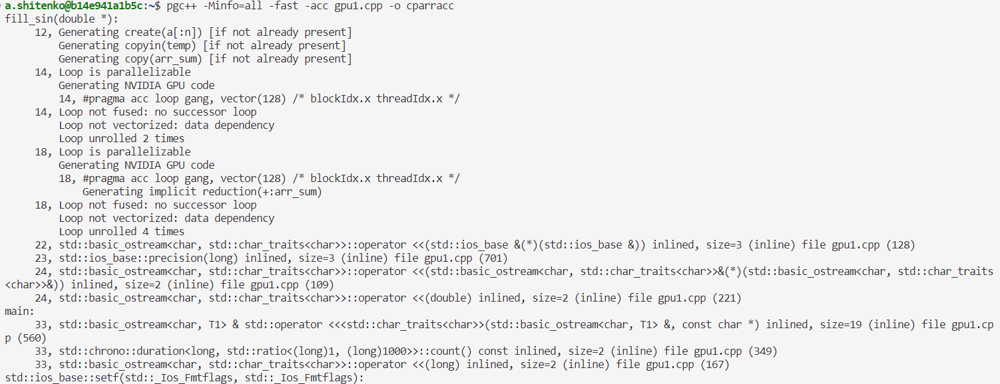 a.shitenko@b14e941a1b5c:~$ pgc++ -Minfo=all -fast -acc gpu1.cpp -o cparracc
fill_sin(double *):
     12, Generating create(a[:n]) [if not already present]
         Generating copyin(temp) [if not already present]
         Generating copy(arr_sum) [if not already present]
     14, Loop is parallelizable
         Generating NVIDIA GPU code
         14, #pragma acc loop gang, vector(128) /* blockIdx.x threadIdx.x */
     14, Loop not fused: no successor loop
         Loop not vectorized: data dependency
         Loop unrolled 2 times
     18, Loop is parallelizable
         Generating NVIDIA GPU code
         18, #pragma acc loop gang, vector(128) /* blockIdx.x threadIdx.x */
             Generating implicit reduction(+:arr_sum)
     18, Loop not fused: no successor loop
         Loop not vectorized: data dependency
         Loop unrolled 4 times
     22, std::basic_ostream<char, std::char_traits<char>>::operator <<(std::ios_base &(*)(std::ios_base &)) inlined, size=3 (inline) file gpu1.cpp (128)
     23, std::ios_base::precision(long) inlined, size=3 (inline) file gpu1.cpp (701)
     24, std::basic_ostream<char, std::char_traits<char>>::operator <<(std::basic_ostream<char, std::char_traits<char>>&(*)(std::basic_ostream<char, std::char_traits
<char>>&)) inlined, size=2 (inline) file gpu1.cpp (109)
     24, std::basic_ostream<char, std::char_traits<char>>::operator <<(double) inlined, size=2 (inline) file gpu1.cpp (221)
main:
     33, std::basic_ostream<char, T1> & std::operator <<<std::char_traits<char>>(std::basic_ostream<char, T1> &, const char *) inlined, size=19 (inline) file gpu1.cp
p (560)
     33, std::chrono::duration<long, std::ratio<(long)1, (long)1000>>::count() const inlined, size=2 (inline) file gpu1.cpp (349)
     33, std::basic_ostream<char, std::char_traits<char>>::operator <<(long) inlined, size=2 (inline) file gpu1.cpp (167)
std::ios_base::setf(std::_Ios_Fmtflags, std::_Ios_Fmtflags):